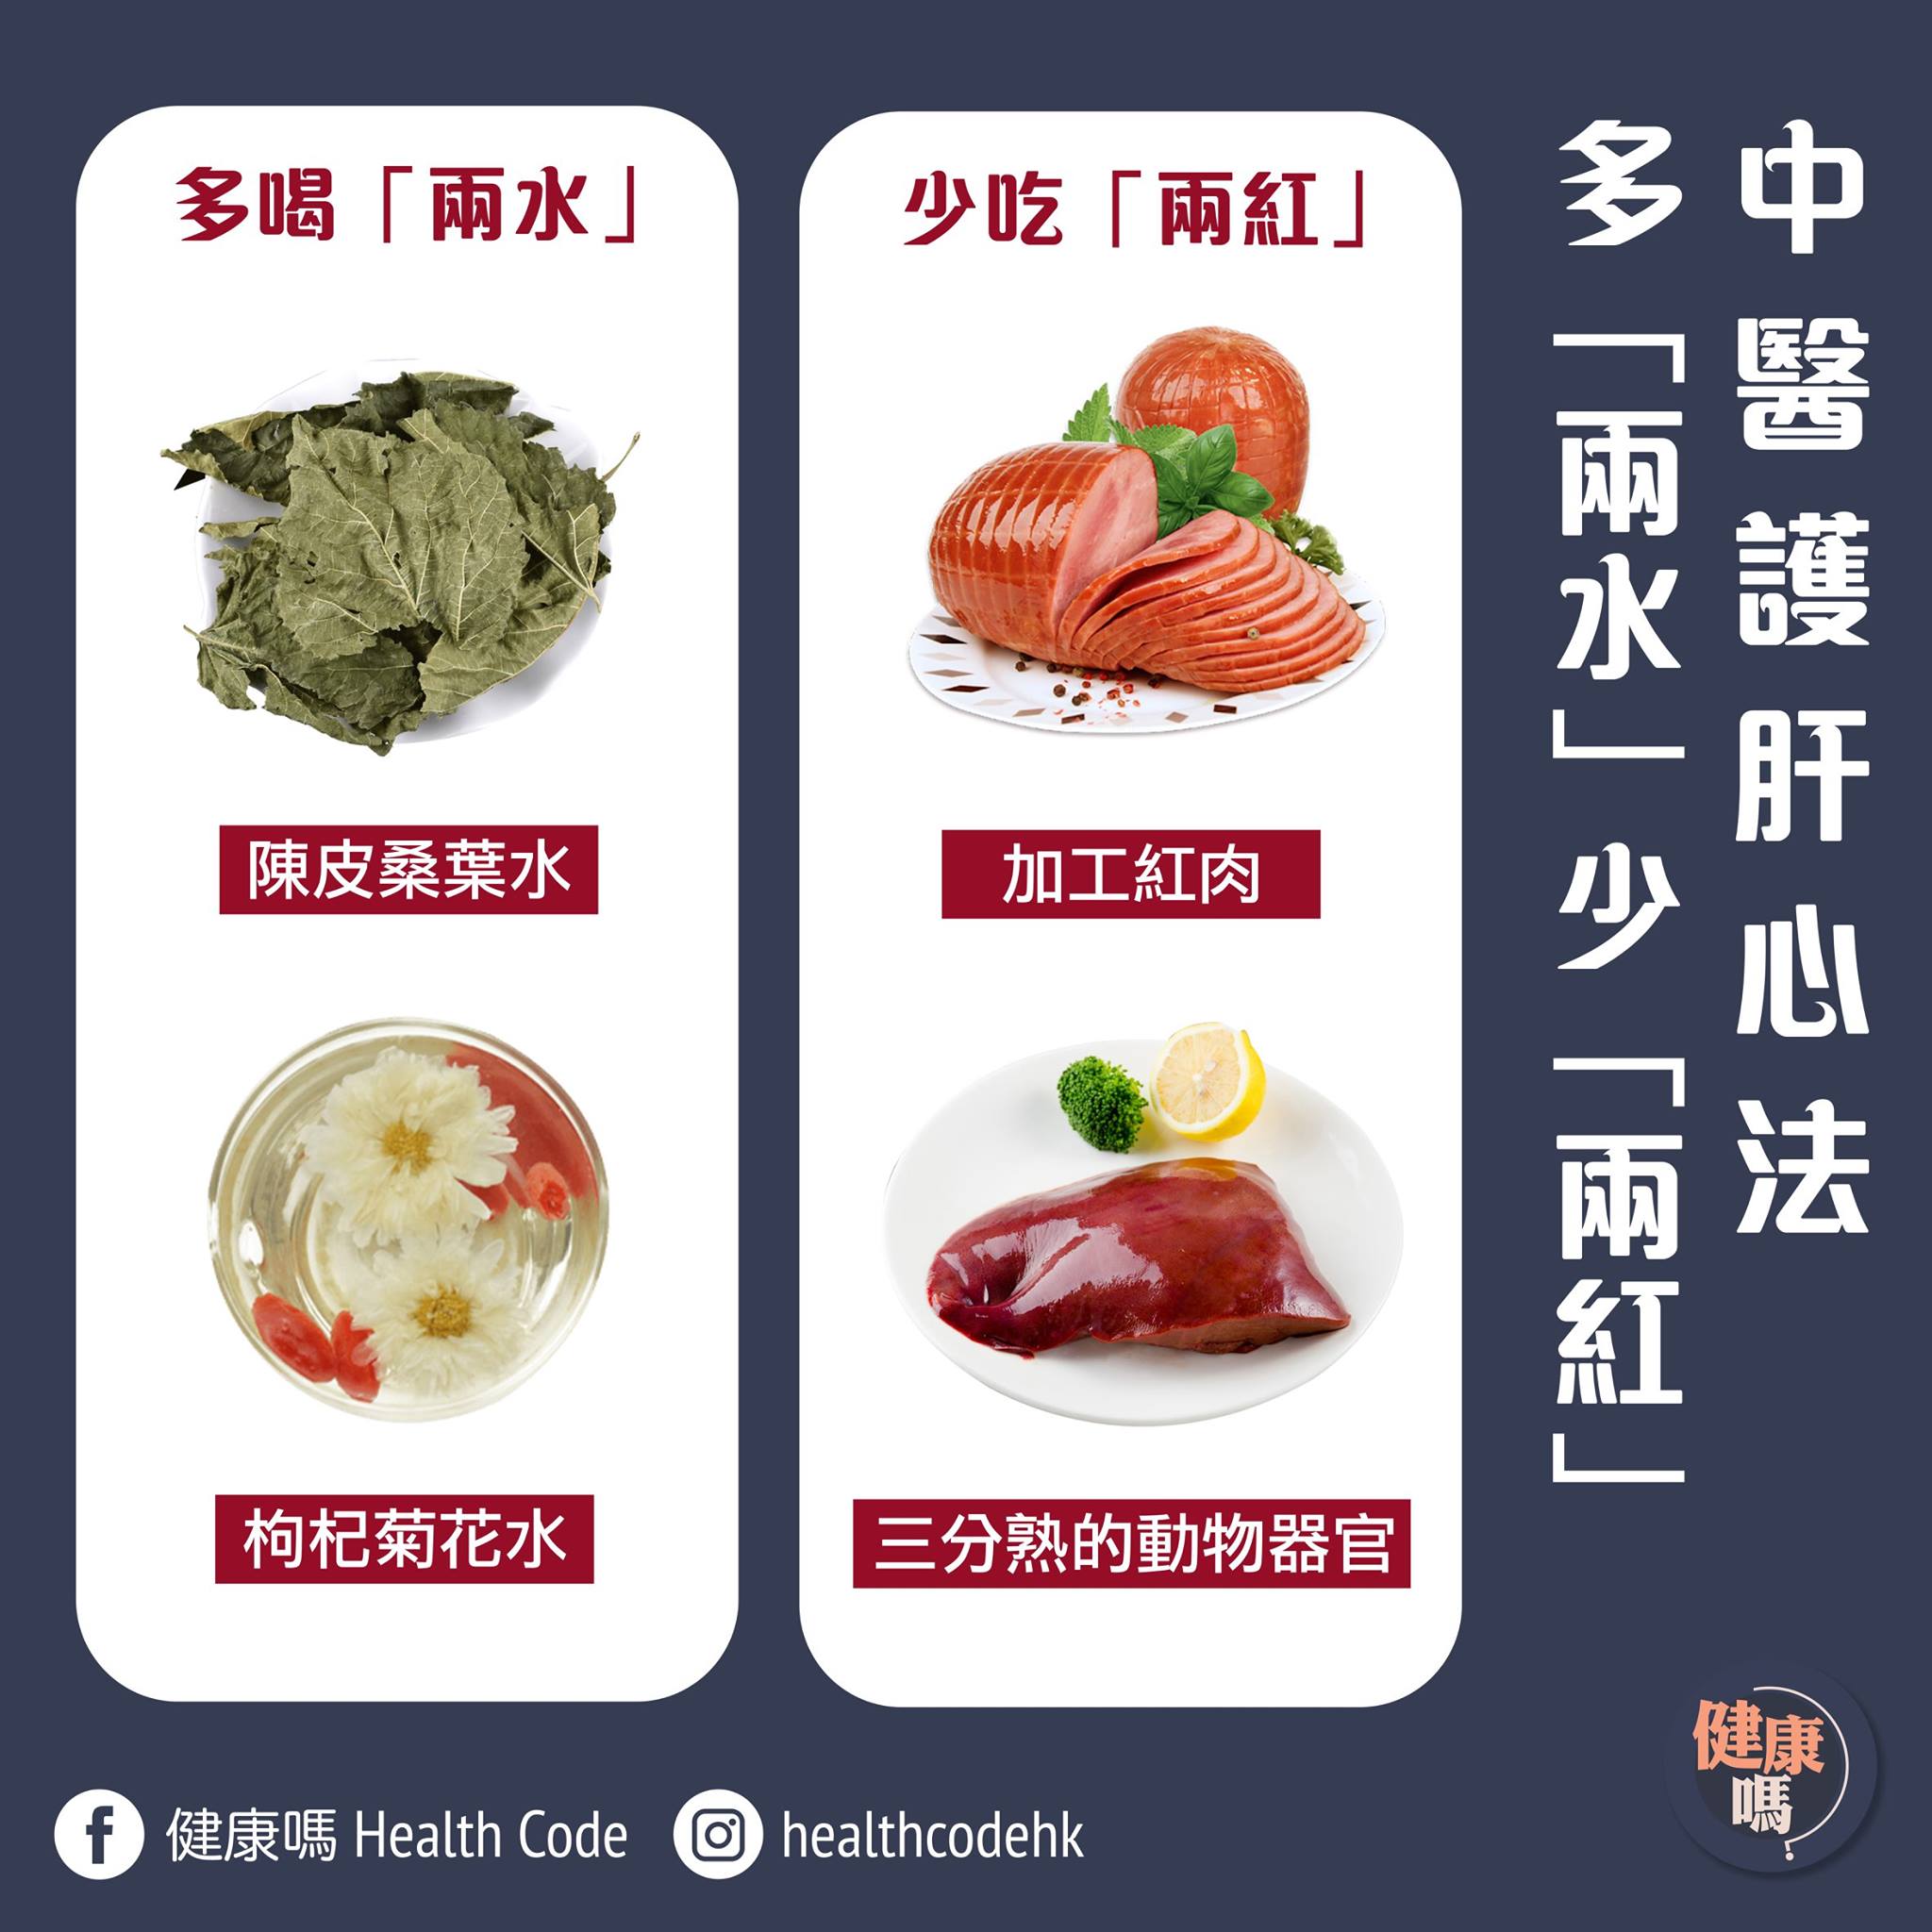 中醫護肝心法
多「兩水」少「兩紅」
多喝「兩水」
陳皮桑葉水
枸杞菊花水
少吃「兩紅」
加工紅肉
三分熟的動物器官
健康嗎 Health Code
healthcodehk
健康
嗎?